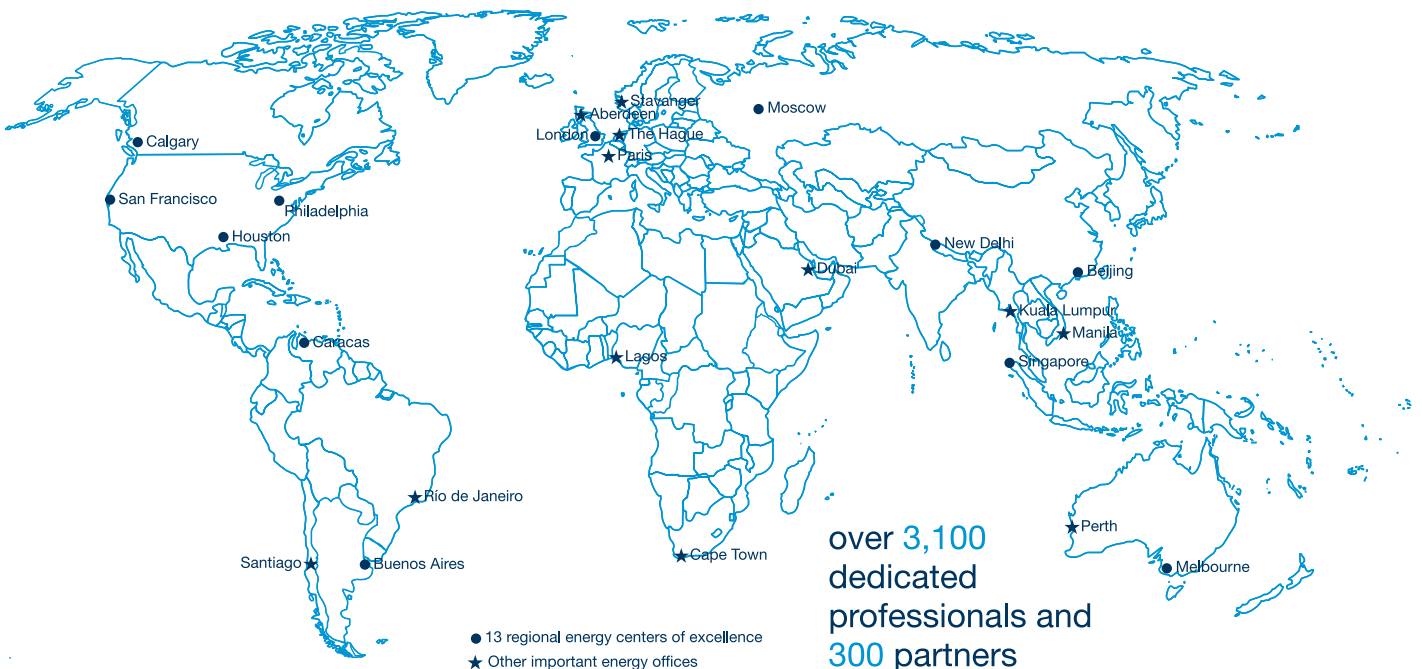 Stavanger
Aberdeen
Moscow
London
The Hague
Calgary
Paris
San Francisco
Philadelphia
Houston
New Delhi
Dubai
Beijing
Kuala Lumpur
Manila
Caracas
Lagos
Singapore
Río de Janeiro
Perth
Cape Town
Santiago
Buenos Aires
Melbourne
over 3,100
dedicated
professionals and
300 partners
13 regional energy centers of excellence
Other important energy offices